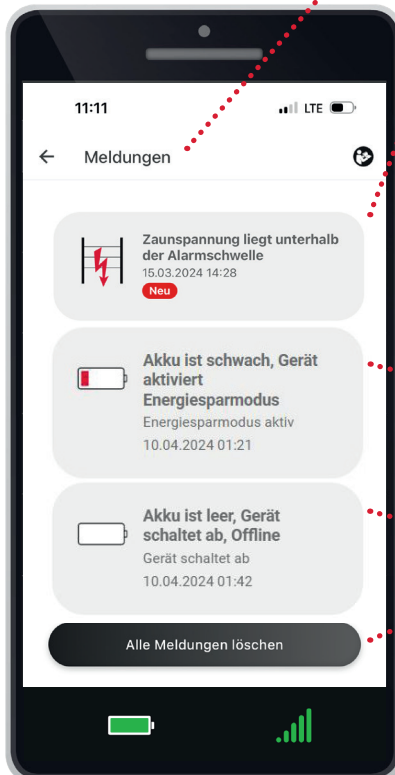 11:11
LTE
Meldungen
Zaunspannung liegt unterhalb
der Alarmschwelle
15.03.2024 14:28
Neu
Akku ist schwach, Gerät
aktiviert
Energiesparmodus
Energiesparmodus aktiv
10.04.2024 01:21
Akku ist leer, Gerät
schaltet ab, Offline
Gerät schaltet ab
10.04.2024 01:42
Alle Meldungen löschen